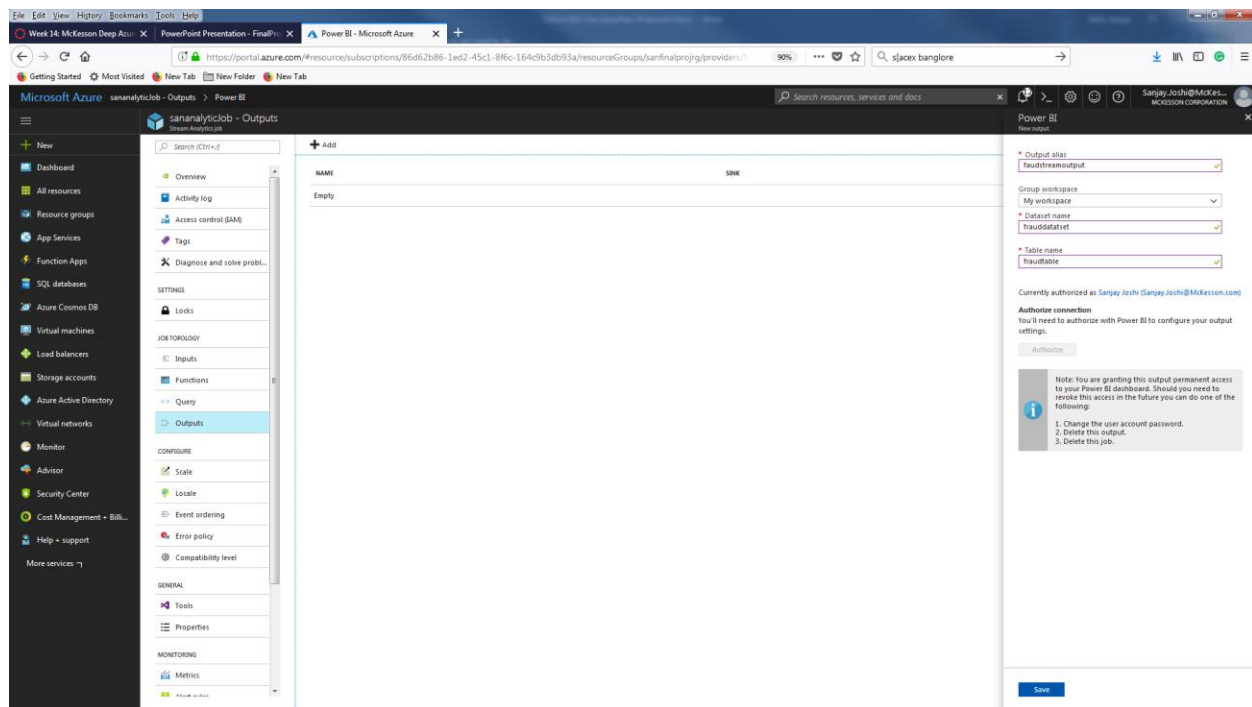 File Edit View History Bookmarks Tools Help
Week 14: McKesson Deep Azur
PowerPoint Presentation - FinalPro
Power BI - Microsoft Azure
https://portal.azure.com/#resource/subscriptions/86d62b86-1ed2-45c1-8f6c-164c9b3db93a/resourceGroups/sanfinalprojrg/providers/
90%
s[acex banglore
Getting Started Most Visited New Tab New Folder New Tab
Microsoft Azure sananalyticJob - Outputs > Power BI
Search resources, services and docs
Sanjay.Joshi@McKes...
MCKESSON CORPORATION
New
Dashboard
All resources
Resource groups
App Services
Function Apps
SQL databases
Azure Cosmos DB
Virtual machines
Load balancers
Storage accounts
Azure Active Directory
Virtual networks
Monitor
Advisor
Security Center
Cost Management + Billi...
Help + support
More services
sananalyticJob - Outputs
Stream Analytics job
Search (Ctrl+/)
Overview
Activity log
Access control (IAM)
Tags
Diagnose and solve probl...
SETTINGS
Locks
JOB TOPOLOGY
Inputs
Functions
Query
Outputs
CONFIGURE
Scale
Locale
Event ordering
Error policy
Compatibility level
GENERAL
Tools
Properties
MONITORING
Metrics
Add
NAME SINK
Empty
Power BI
New output
* Output alias
faudstreamoutput
Group workspace
My workspace
* Dataset name
frauddatatset
* Table name
fraudtable
Currently authorized as Sanjay Joshi (Sanjay.Joshi@McKesson.com)
Authorize connection
You'll need to authorize with Power BI to configure your output
settings.
Authorize
Note: You are granting this output permanent access
to your Power BI dashboard. Should you need to
revoke this access in the future you can do one of the
following:
1. Change the user account password.
2. Delete this output.
3. Delete this job.
Save